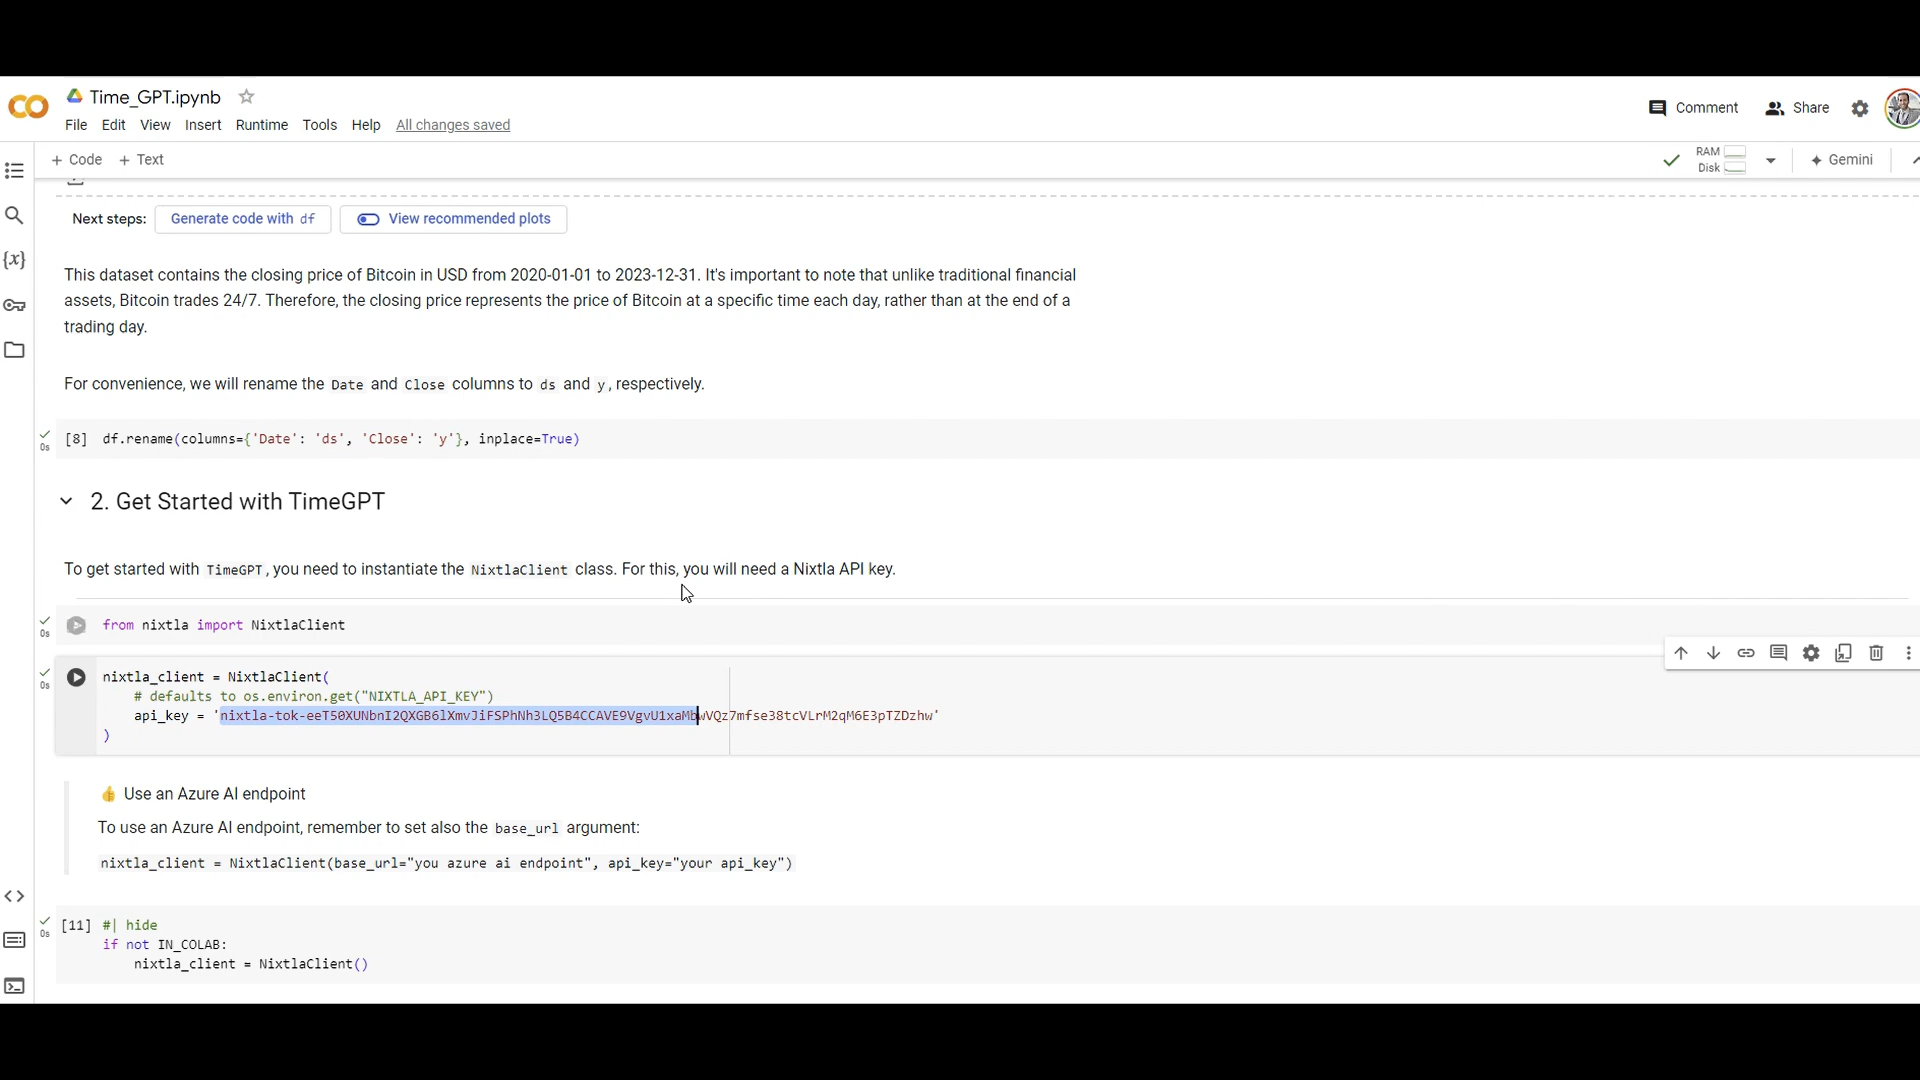 Time_GPT.ipynb
File Edit View Insert Runtime Tools Help All changes saved
Comment Share
+ Code + Text
RAM
Disk
Gemini
Next steps: Generate code with df View recommended plots
This dataset contains the closing price of Bitcoin in USD from 2020-01-01 to 2023-12-31. It's important to note that unlike traditional financial
assets, Bitcoin trades 24/7. Therefore, the closing price represents the price of Bitcoin at a specific time each day, rather than at the end of a
trading day.
For convenience, we will rename the Date and Close columns to ds and y, respectively.
0s [8] df.rename(columns={'Date': 'ds', 'Close': 'y'}, inplace=True)
2. Get Started with TimeGPT
To get started with TimeGPT, you need to instantiate the NixtlaClient class. For this, you will need a Nixtla API key.
0s from nixtla import NixtlaClient
0s nixtla_client = NixtlaClient(
# defaults to os.environ.get("NIXTLA_API_KEY")
api_key = 'nixtla-tok-eeT50XUNbnI2QXGB6lXmvJiFSPhNh3LQ5B4CCAVE9VgvU1xaMbwVQz7mfse38tcVLrM2qM6E3pTZDzhw'
)
👍 Use an Azure AI endpoint
To use an Azure AI endpoint, remember to set also the base_url argument:
nixtla_client = NixtlaClient(base_url="you azure ai endpoint", api_key="your api_key")
0s [11] #| hide
if not IN_COLAB:
nixtla_client = NixtlaClient()